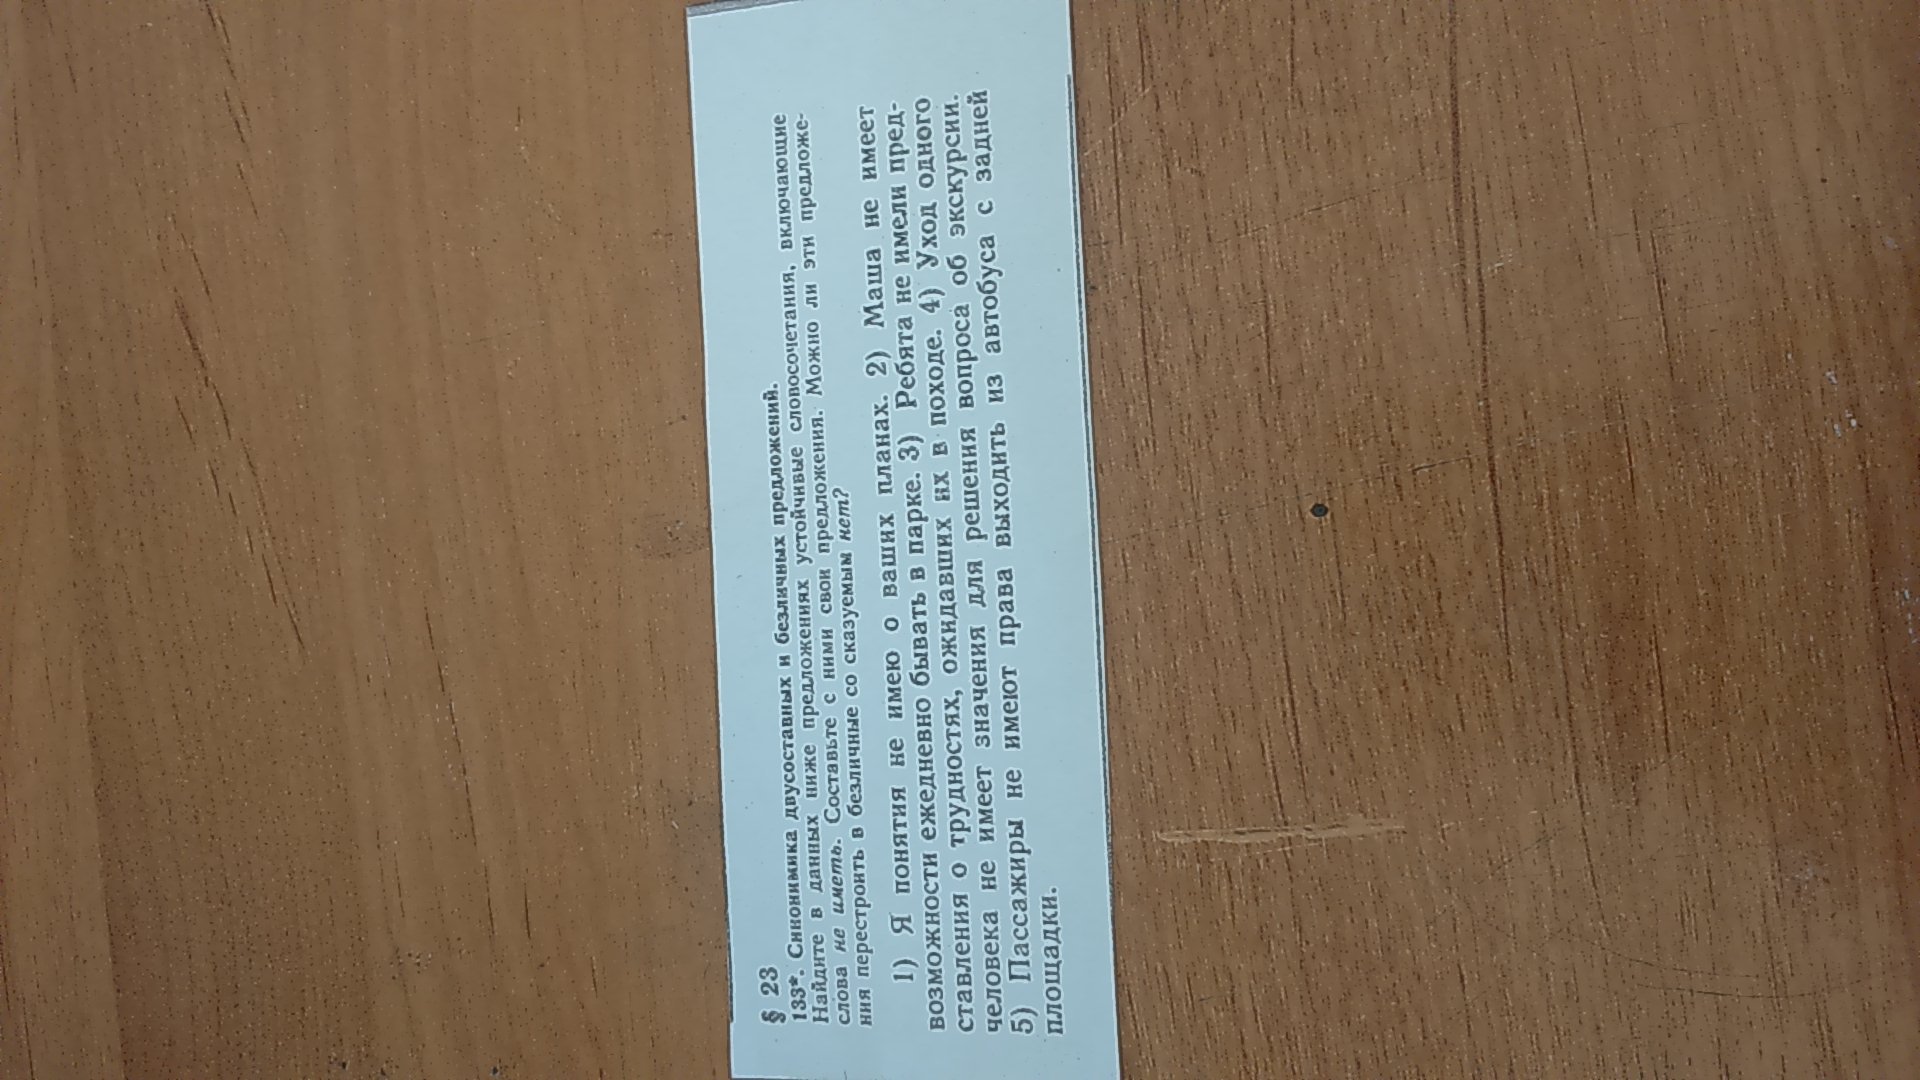 § 23
133*. Синонимика двусоставных и безличных предложений.
Найдите в данных ниже предложениях устойчивые словосочетания, включающие
слова не иметь. Составьте с ними свои предложения. Можно ли эти предложе-
ния перестроить в безличные со сказуемым нет?
1) Я понятия не имею о ваших планах. 2) Маша не имеет
возможности ежедневно бывать в парке. 3) Ребята не имели пред-
ставления о трудностях, ожидавших их в походе. 4) Уход одного
человека не имеет значения для решения вопроса об экскурсии.
5) Пассажиры не имеют права выходить из автобуса с задней
площадки.